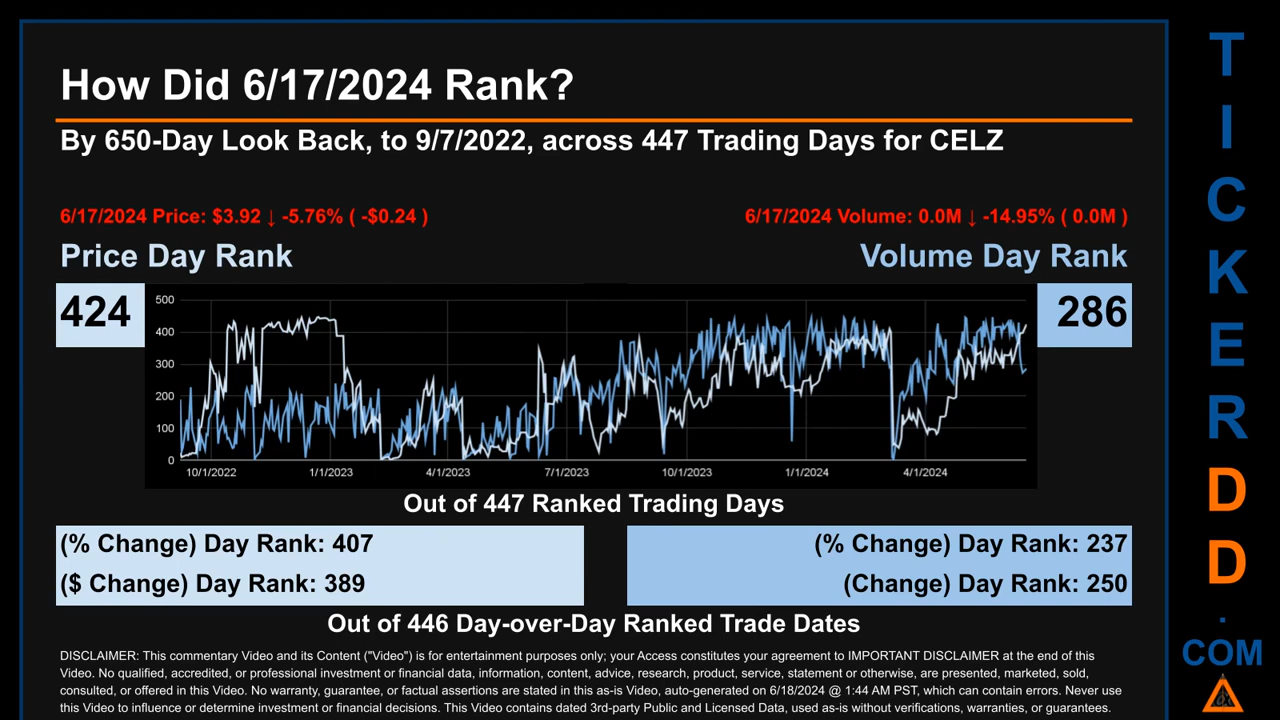 How Did 6/17/2024 Rank?
By 650-Day Look Back, to 9/7/2022, across 447 Trading Days for CELZ
6/17/2024 Price: $3.92 ↓ -5.76% ( -$0.24 )
6/17/2024 Volume: 0.0M ↓ -14.95% ( 0.0M )
Price Day Rank
Volume Day Rank
424
286
500
400
300
200
100
0
10/1/2022
1/1/2023
4/1/2023
7/1/2023
10/1/2023
1/1/2024
4/1/2024
Out of 447 Ranked Trading Days
(% Change) Day Rank: 407
($ Change) Day Rank: 389
(% Change) Day Rank: 237
(Change) Day Rank: 250
Out of 446 Day-over-Day Ranked Trade Dates
DISCLAIMER: This commentary Video and its Content ("Video") is for entertainment purposes only; your Access constitutes your agreement to IMPORTANT DISCLAIMER at the end of this
Video. No qualified, accredited, or professional investment or financial data, information, content, advice, research, product, service, statement or otherwise, are presented, marketed, sold,
consulted, or offered in this Video. No warranty, guarantee, or factual assertions are stated in this as-is Video, auto-generated on 6/18/2024 @ 1:44 AM PST, which can contain errors. Never use
this Video to influence or determine investment or financial decisions. This Video contains dated 3rd-party Public and Licensed Data, used as-is without verifications, warranties, or guarantees.
T
I
C
K
E
R
D
D
.
COM